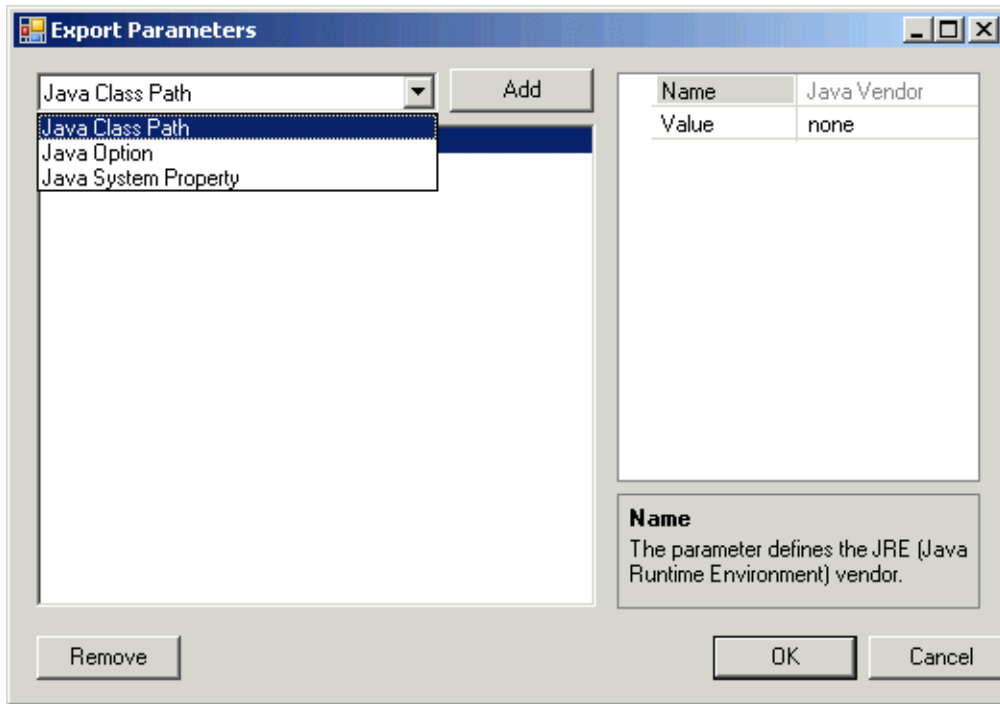 Export Parameters
Java Class Path
Add
Java Class Path
Java Option
Java System Property
Name Java Vendor
Value none
Name
The parameter defines the JRE (Java
Runtime Environment) vendor.
Remove
OK
Cancel